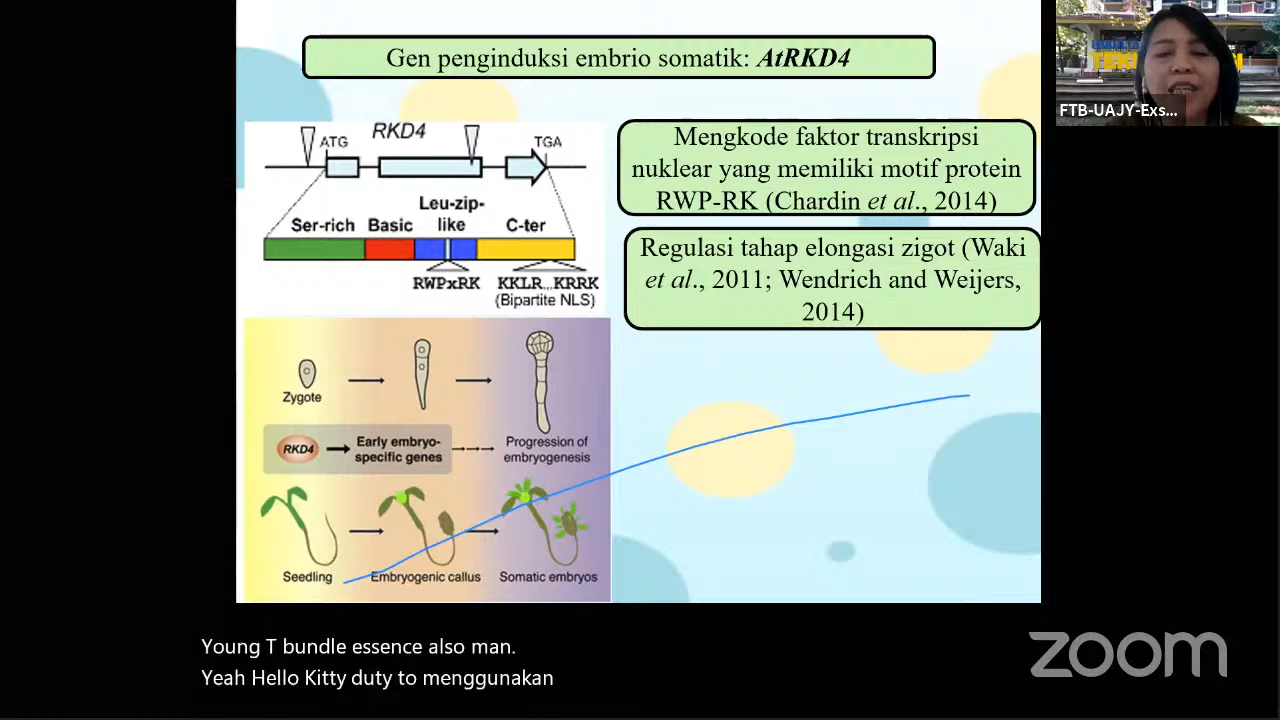 Gen penginduksi embrio somatik: AtRKD4
FTB-UAJY-Exs...
RKD4
ATG
TGA
Leu-zip-
like
Ser-rich
Basic
C-ter
RWPxRK
KKLR...KRRK
(Bipartite NLS)
Mengkode faktor transkripsi
nuklear yang memiliki motif protein
RWP-RK (Chardin et al., 2014)
Regulasi tahap elongasi zigot (Waki
et al., 2011; Wendrich and Weijers,
2014)
Zygote
RKD4
Early embryo-
specific genes
Progression of
embryogenesis
Seedling
Embryogenic callus
Somatic embryos
Young T bundle essence also man.
Yeah Hello Kitty duty to menggunakan
zoom